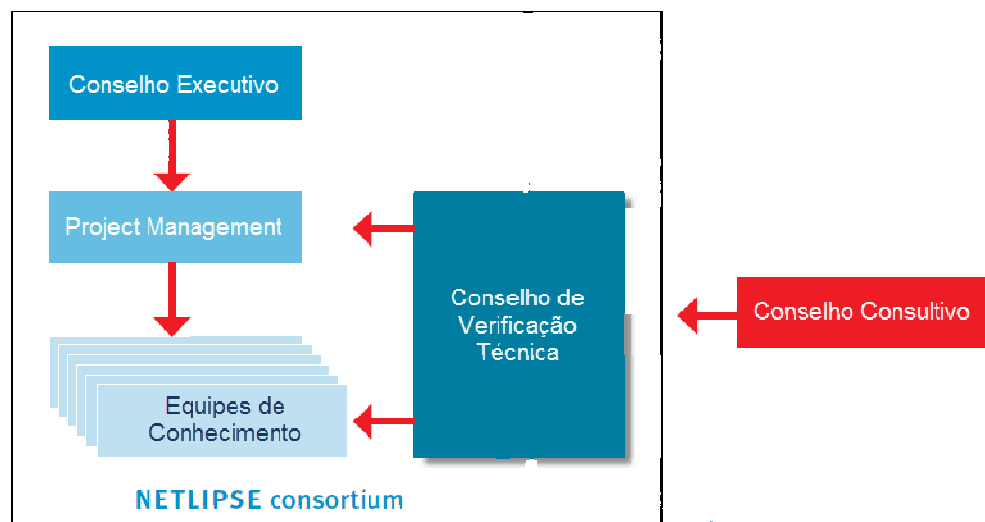 Conselho Executivo
Project Management
Conselho de
Verificação
Técnica
Conselho Consultivo
Equipes de
Conhecimento
NETLIPSE consortium